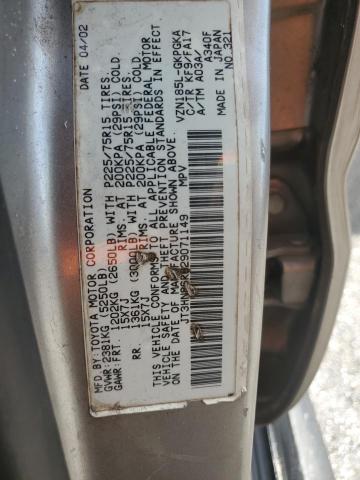 MFD.BY:TOYOTA MOTOR CORPORATION DATE 04/02
GVWR:2381KG (5250LB)
GAWR:FRT. 1202KG (2650LB) WITH P225/75R15 TIRES.
15X7J RIMS. AT 200KPA (29PSI) COLD
RR. 1361KG (3000LB) WITH P225/75R15 TIRES.
15X7J RIMS. AT 200KPA (29PSI) COLD
THIS VEHICLE CONFORMS TO ALL APPLICABLE FEDERAL MOTOR
VEHICLE SAFETY AND THEFT PREVENTION STANDARDS IN EFFECT
ON THE DATE OF MANUFACTURE SHOWN ABOVE.
MPV
VZN185L-GKPGKA
C/TR KF9/FA17
A/TM A03A/
A340F
MADE IN JAPAN
NO.321